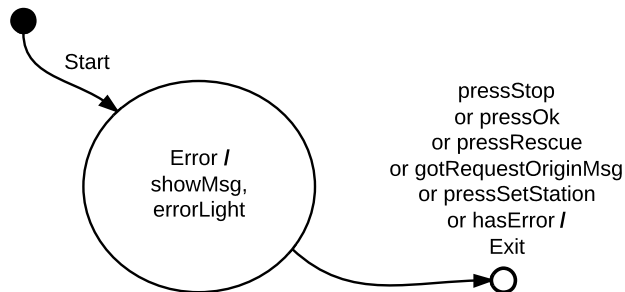 Start
Error /
showMsg,
errorLight
pressStop
or pressOk
or pressRescue
or gotRequestOriginMsg
or pressSetStation
or hasError /
Exit